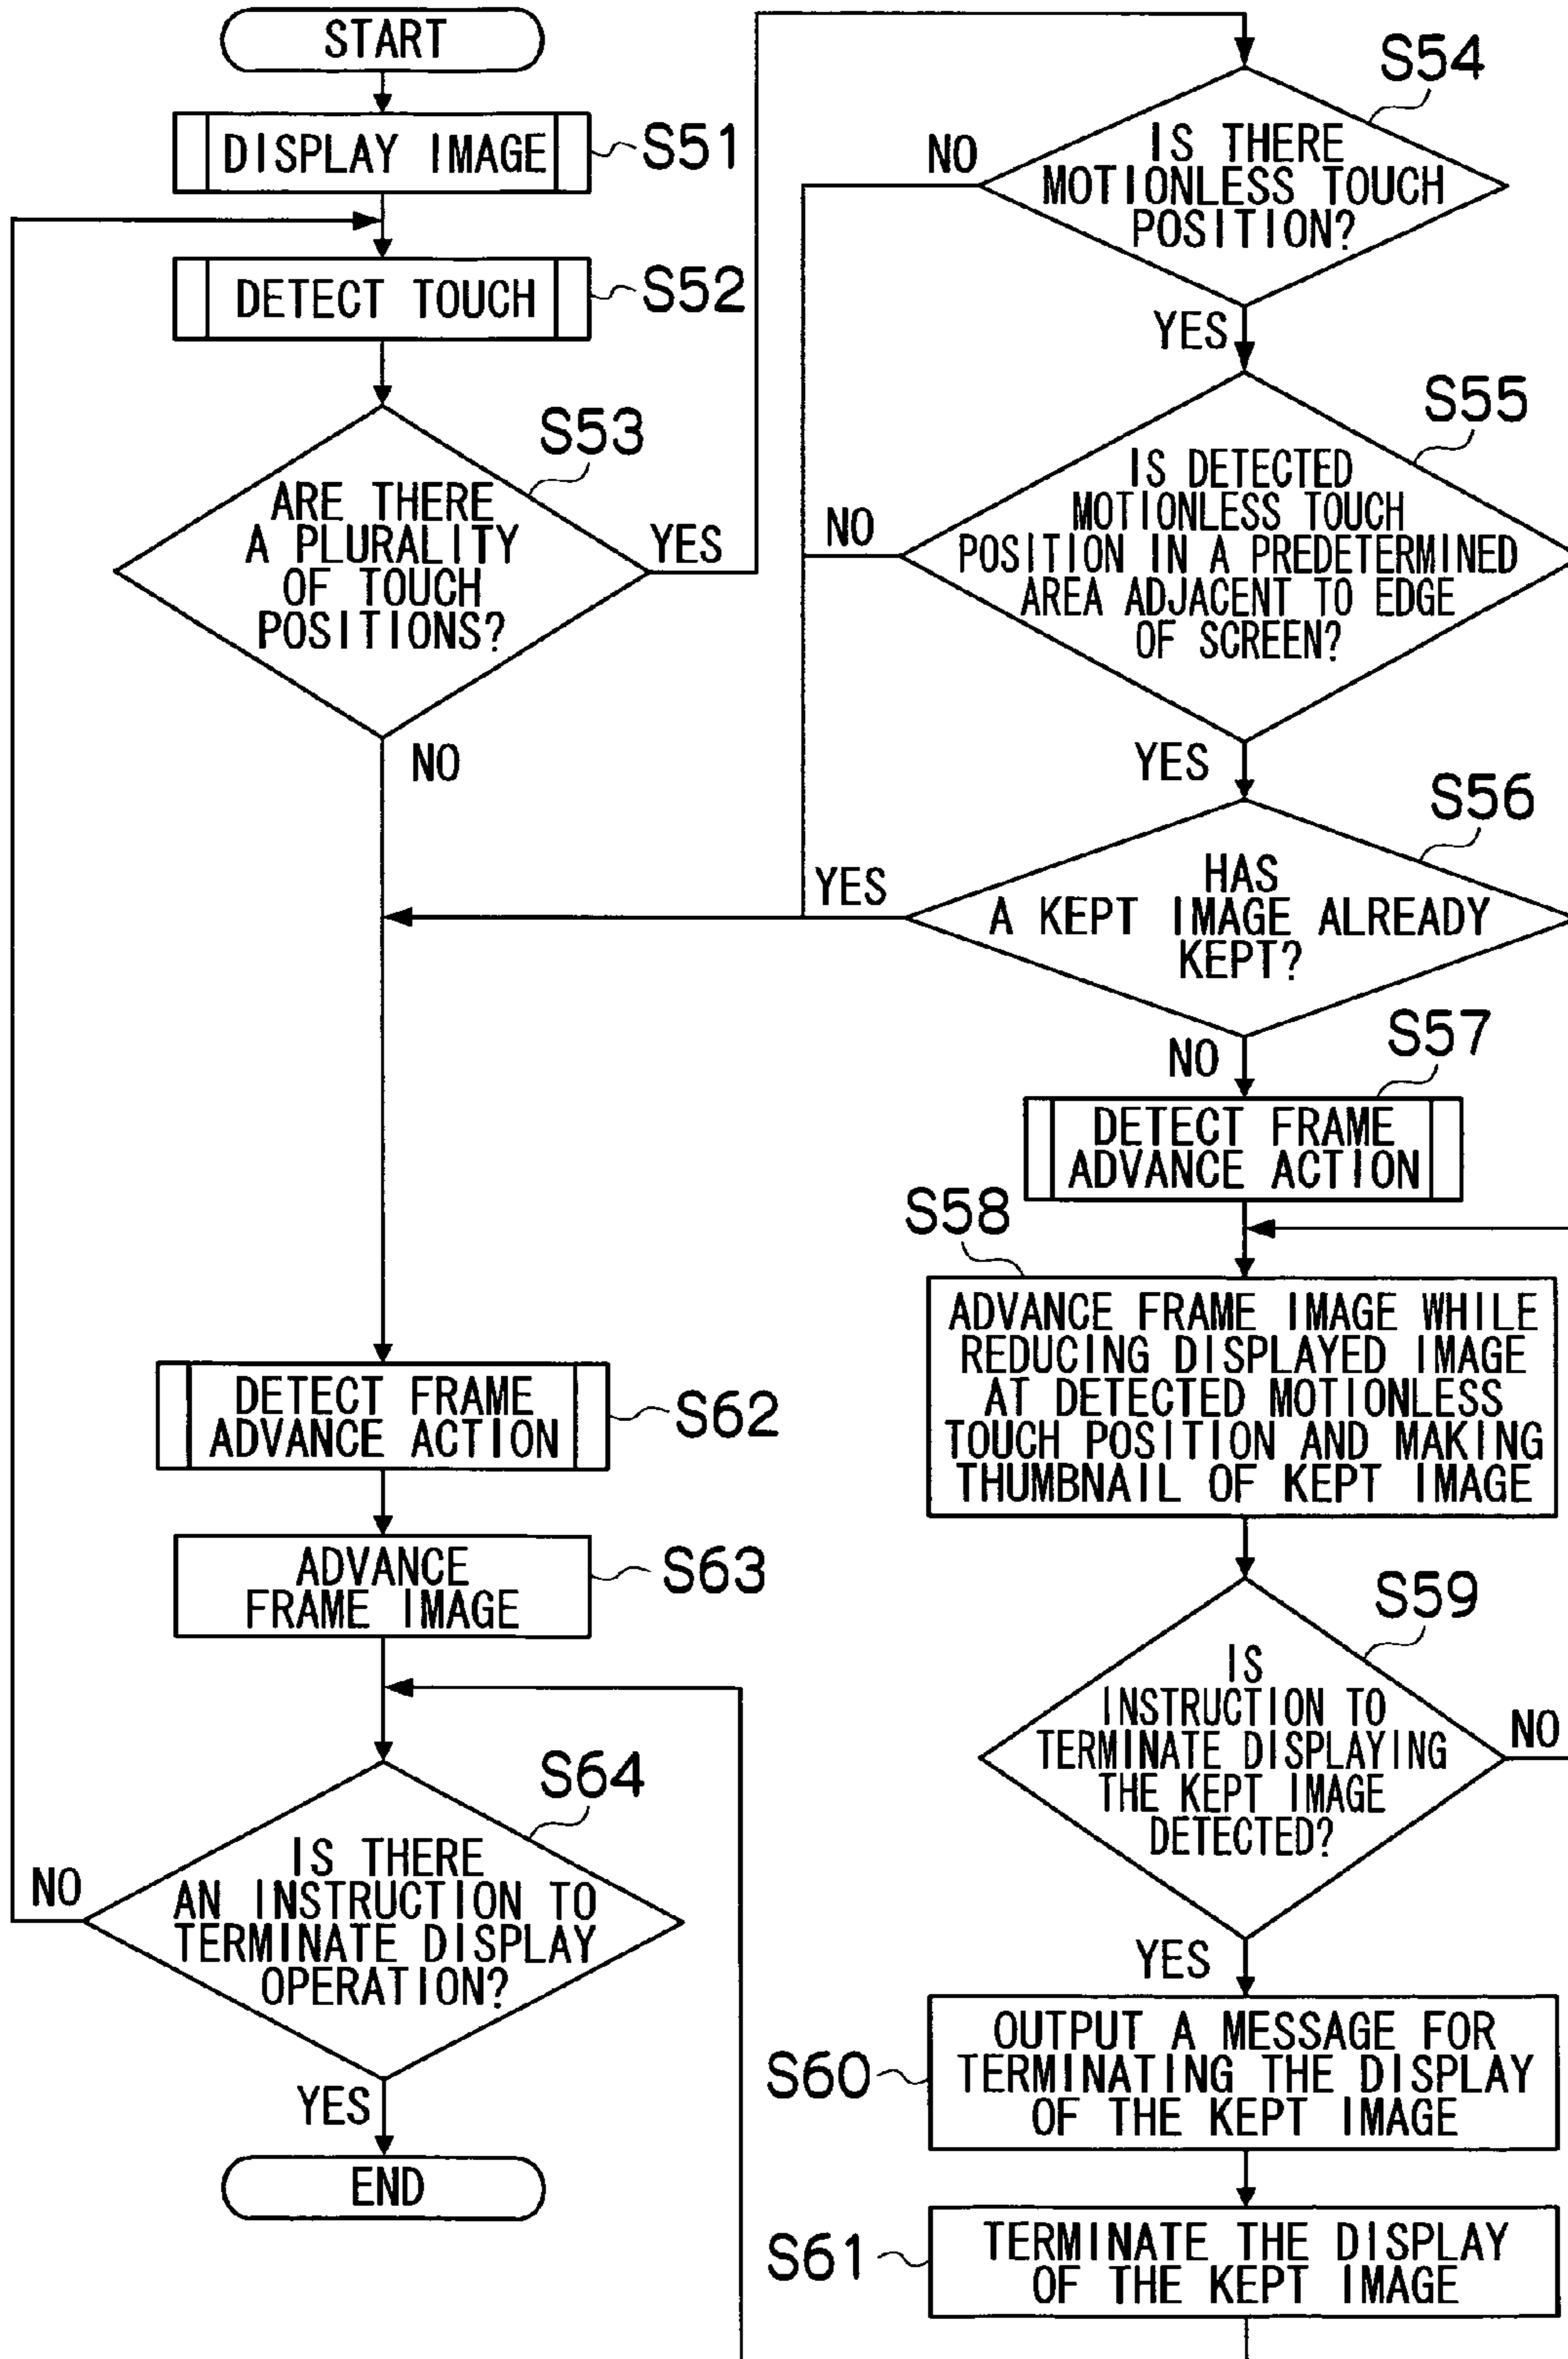 START
DISPLAY IMAGE
S51
DETECT TOUCH
S52
S53
ARE THERE
A PLURALITY
OF TOUCH
POSITIONS?
YES
NO
S54
IS THERE
MOTIONLESS TOUCH
POSITION?
NO
YES
S55
IS DETECTED
MOTIONLESS TOUCH
POSITION IN A PREDETERMINED
AREA ADJACENT TO EDGE
OF SCREEN?
NO
YES
S56
HAS
A KEPT IMAGE ALREADY
KEPT?
YES
NO
S57
DETECT FRAME
ADVANCE ACTION
S58
ADVANCE FRAME IMAGE WHILE
REDUCING DISPLAYED IMAGE
AT DETECTED MOTIONLESS
TOUCH POSITION AND MAKING
THUMBNAIL OF KEPT IMAGE
S59
IS
INSTRUCTION TO
TERMINATE DISPLAYING
THE KEPT IMAGE
DETECTED?
NO
YES
S60
OUTPUT A MESSAGE FOR
TERMINATING THE DISPLAY
OF THE KEPT IMAGE
S61
TERMINATE THE DISPLAY
OF THE KEPT IMAGE
DETECT FRAME
ADVANCE ACTION
S62
ADVANCE
FRAME IMAGE
S63
S64
IS THERE
AN INSTRUCTION TO
TERMINATE DISPLAY
OPERATION?
NO
YES
END